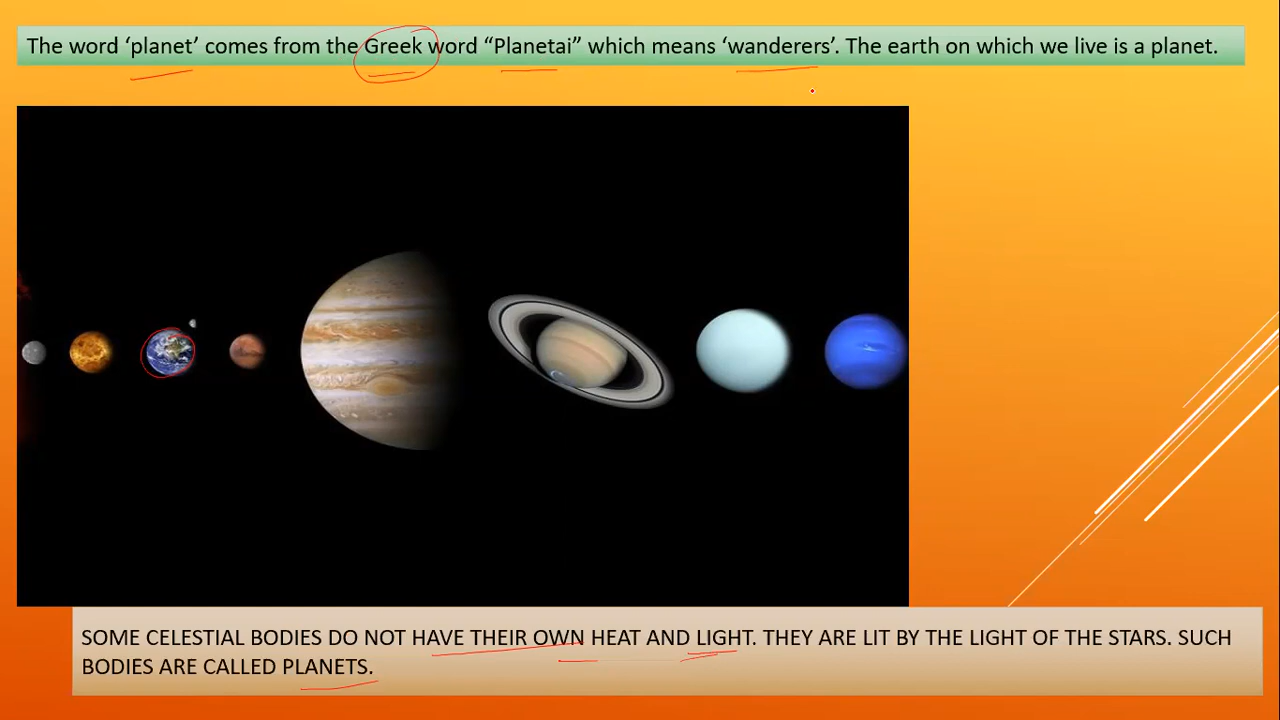 The word ‘planet’ comes from the Greek word “Planetai” which means ‘wanderers’. The earth on which we live is a planet.
SOME CELESTIAL BODIES DO NOT HAVE THEIR OWN HEAT AND LIGHT. THEY ARE LIT BY THE LIGHT OF THE STARS. SUCH
BODIES ARE CALLED PLANETS.